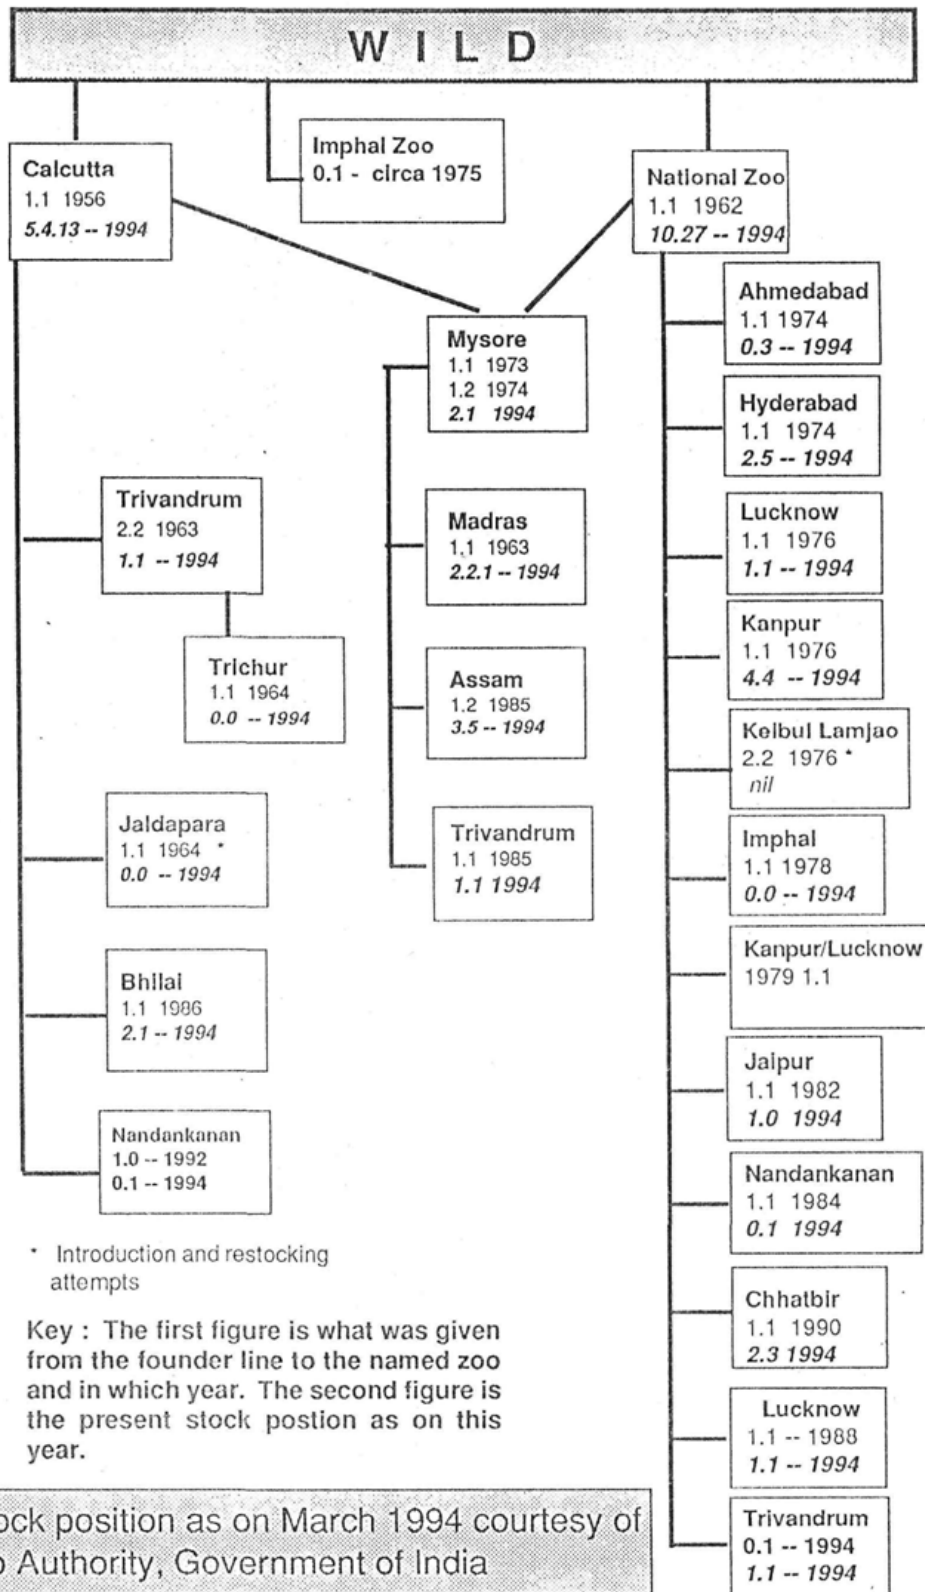 W I L D
Calcutta
1.1 1956
5.4.13 -- 1994
Imphal Zoo
0.1 - circa 1975
National Zoo
1.1 1962
10.27 -- 1994
Mysore
1.1 1973
1.2 1974
2.1 1994
Trivandrum
2.2 1963
1.1 -- 1994
Trichur
1.1 1964
0.0 -- 1994
Jaldapara
1.1 1964 *
0.0 -- 1994
Bhilai
1.1 1986
2.1 -- 1994
Nandankanan
1.0 -- 1992
0.1 -- 1994
Madras
1.1 1963
2.2.1 -- 1994
Assam
1.2 1985
3.5 -- 1994
Trivandrum
1.1 1985
1.1 1994
Ahmedabad
1.1 1974
0.3 -- 1994
Hyderabad
1.1 1974
2.5 -- 1994
Lucknow
1.1 1976
1.1 -- 1994
Kanpur
1.1 1976
4.4 -- 1994
Kelbul Lamjao
2.2 1976 *
nil
Imphal
1.1 1978
0.0 -- 1994
Kanpur/Lucknow
1979 1.1
Jaipur
1.1 1982
1.0 1994
Nandankanan
1.1 1984
0.1 1994
Chhatbir
1.1 1990
2.3 1994
Lucknow
1.1 -- 1988
1.1 -- 1994
Trivandrum
0.1 -- 1994
1.1 -- 1994
* Introduction and restocking
attempts
Key : The first figure is what was given
from the founder line to the named zoo
and in which year. The second figure is
the present stock postion as on this
year.
ock position as on March 1994 courtesy of
o Authority, Government of India